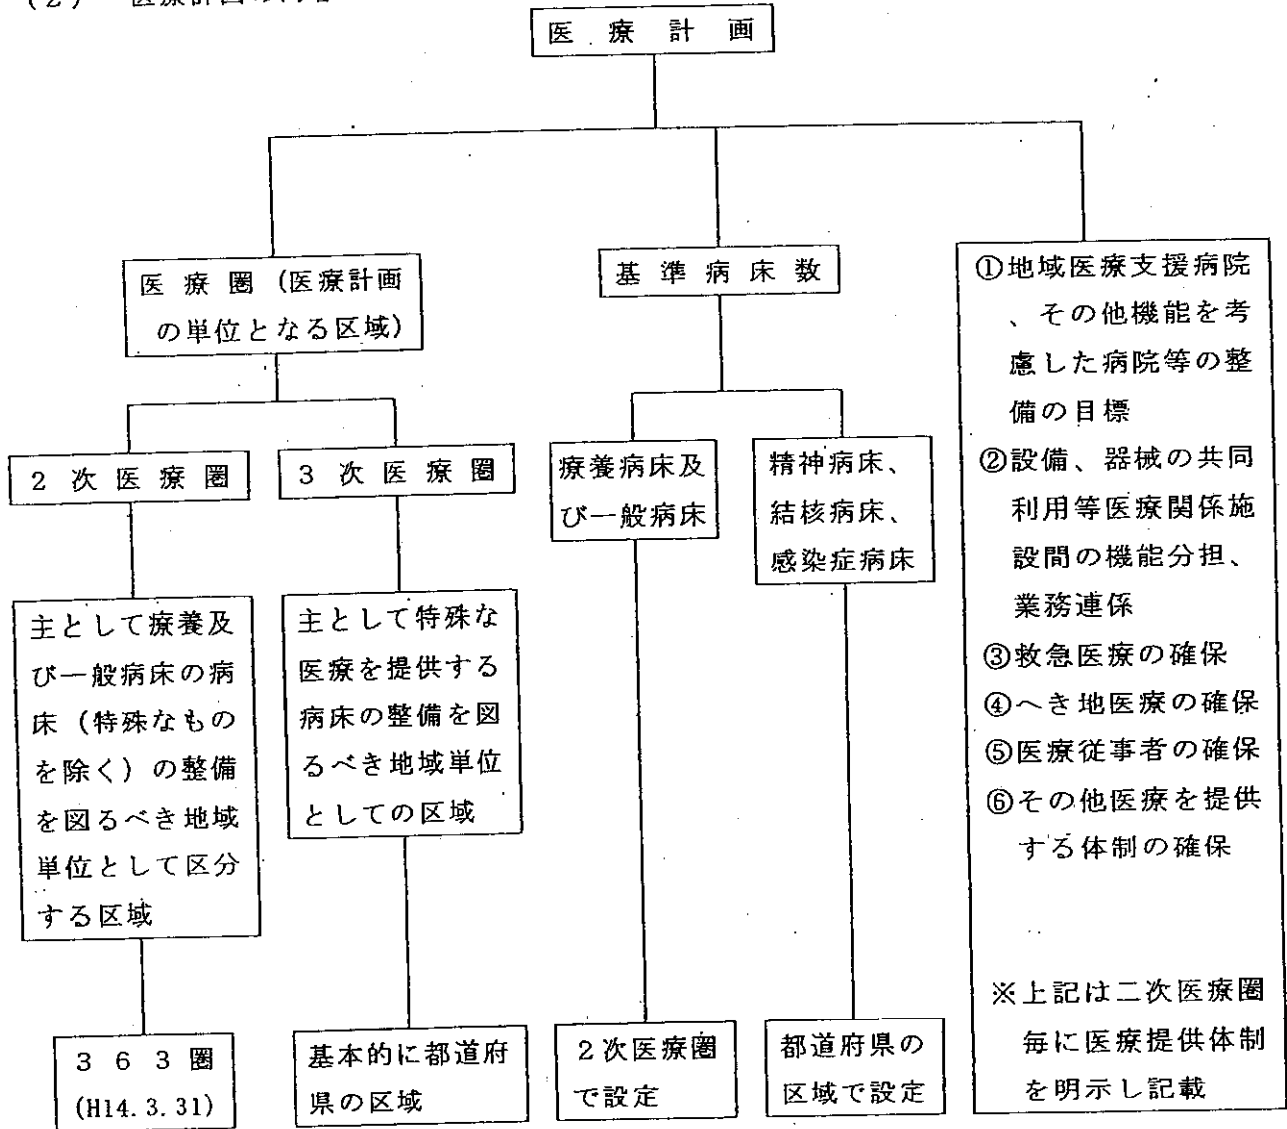 (2) 医療計画の内容
医療計画
医療圏(医療計画
の単位となる区域)
2次医療圏
主として療養及
び一般病床の病
床(特殊なもの
を除く)の整備
を図るべき地域
単位として区分
する区域
363圏
(H14.3.31)
3次医療圏
主として特殊な
医療を提供する
病床の整備を図
るべき地域単位
としての区域
基本的に都道府
県の区域
基準病床数
療養病床及
び一般病床
2次医療圏
で設定
精神病床、
結核病床、
感染症病床
都道府県の
区域で設定
①地域医療支援病院
、その他機能を考
慮した病院等の整
備の目標
②設備、器械の共同
利用等医療関係施
設間の機能分担、
業務連係
③救急医療の確保
④へき地医療の確保
⑤医療従事者の確保
⑥その他医療を提供
する体制の確保
※上記は二次医療圏
毎に医療提供体制
を明示し記載